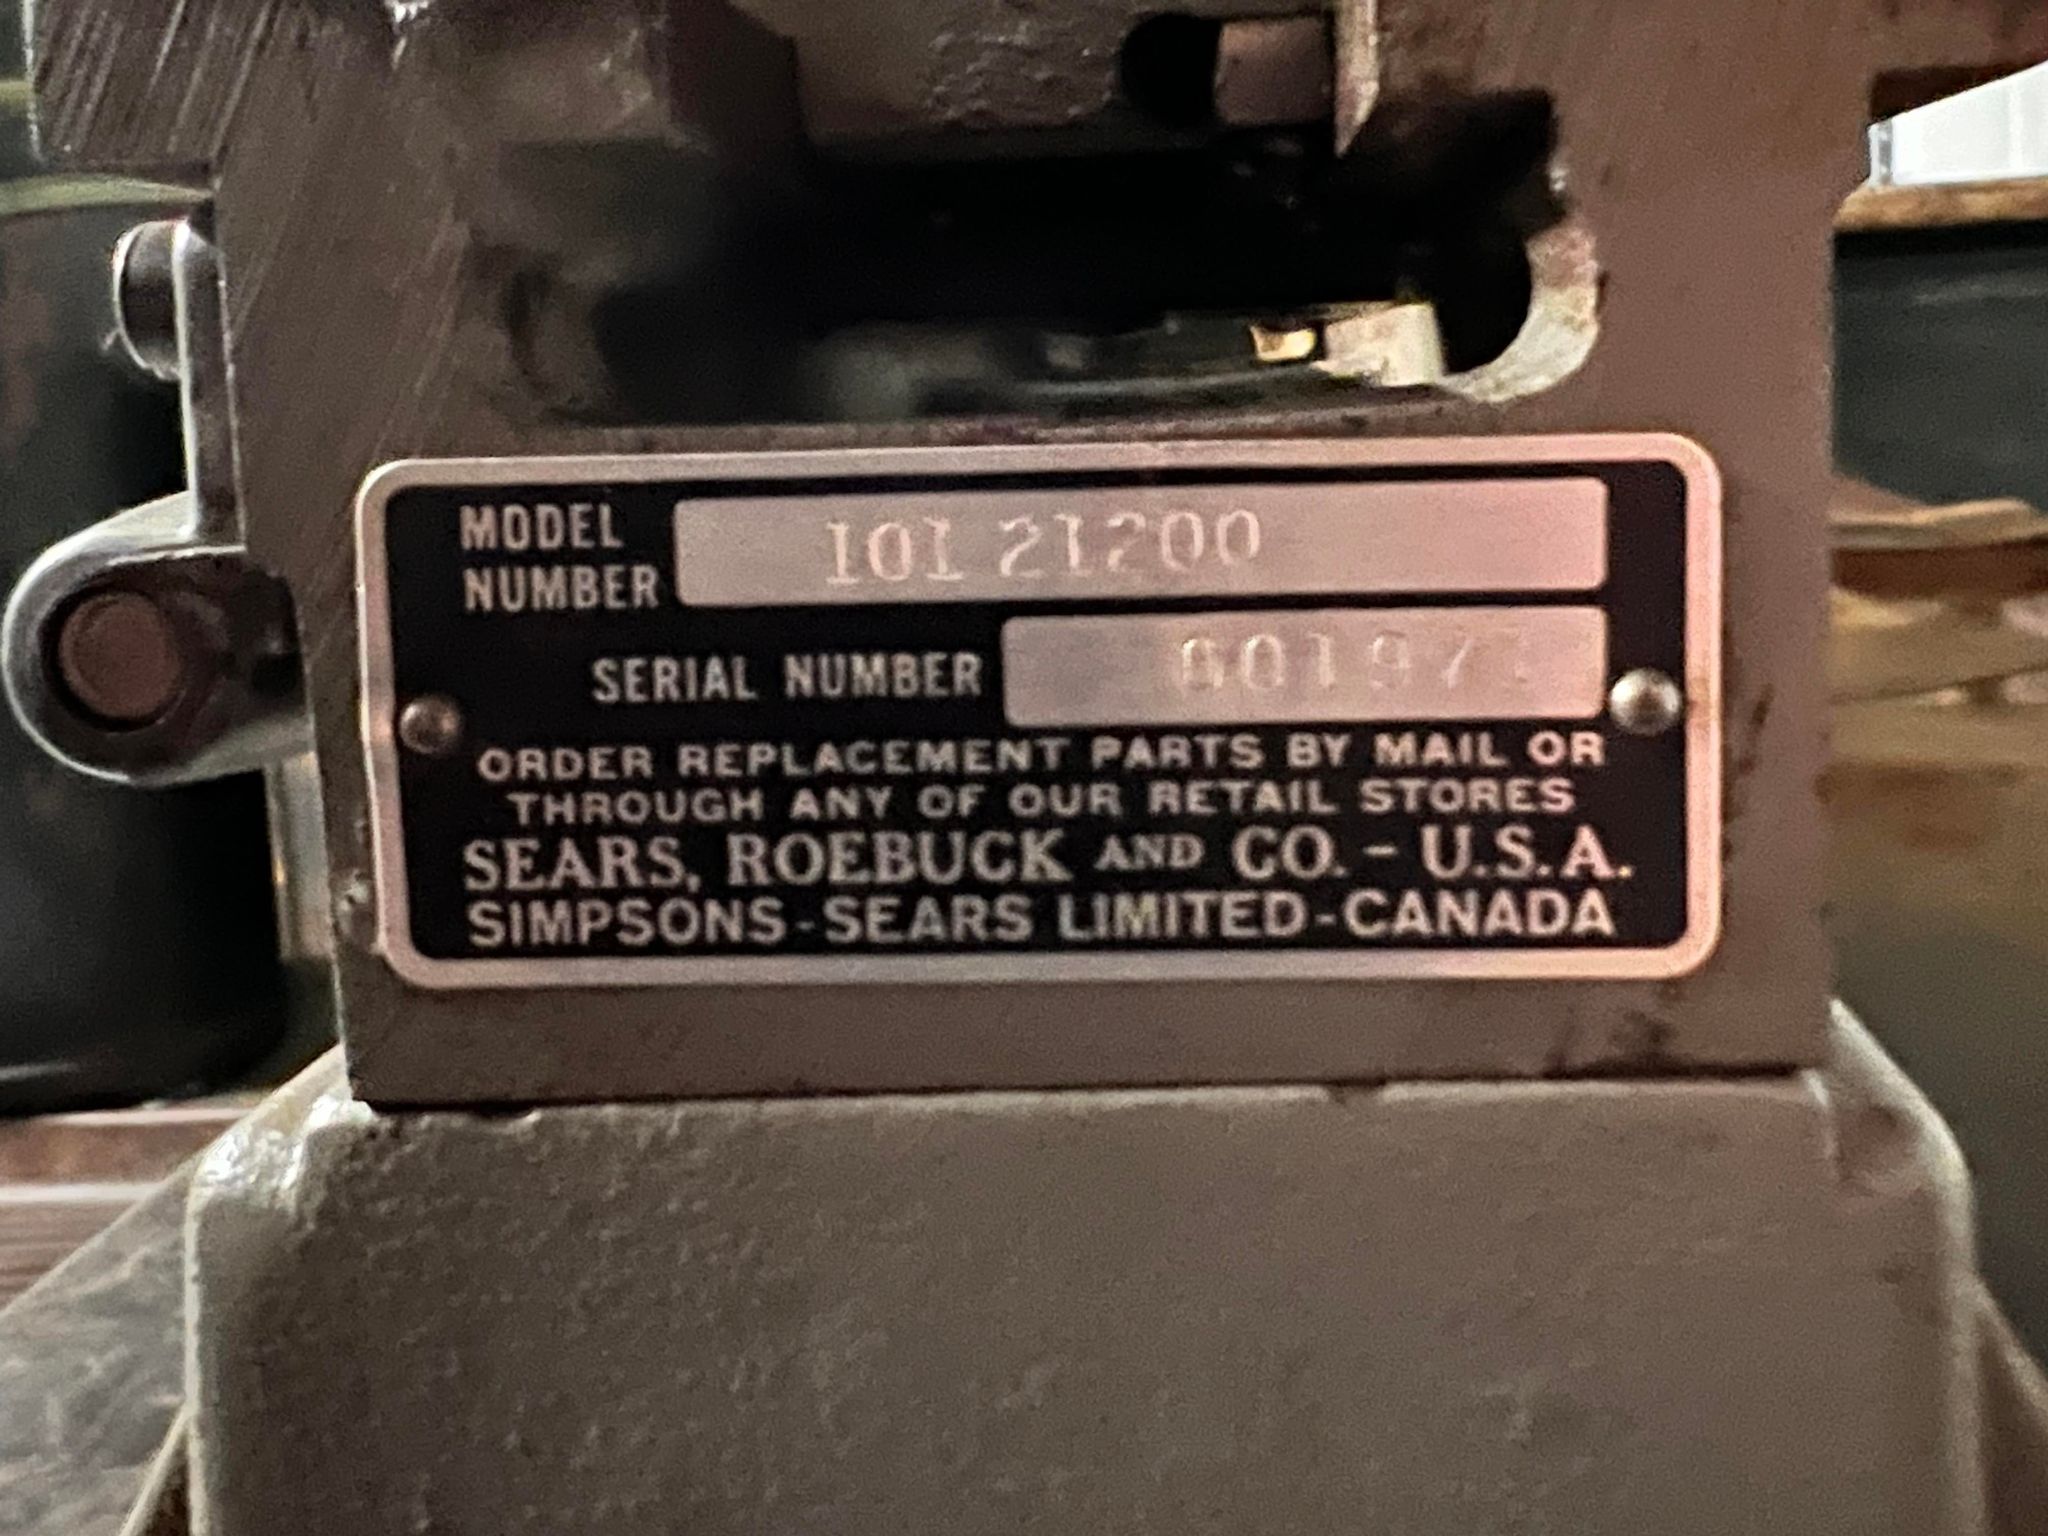 MODEL NUMBER 101 21200
SERIAL NUMBER
ORDER REPLACEMENT PARTS BY MAIL OR
THROUGH ANY OF OUR RETAIL STORES
SEARS, ROEBUCK AND CO. - U.S.A.
SIMPSONS-SEARS LIMITED-CANADA